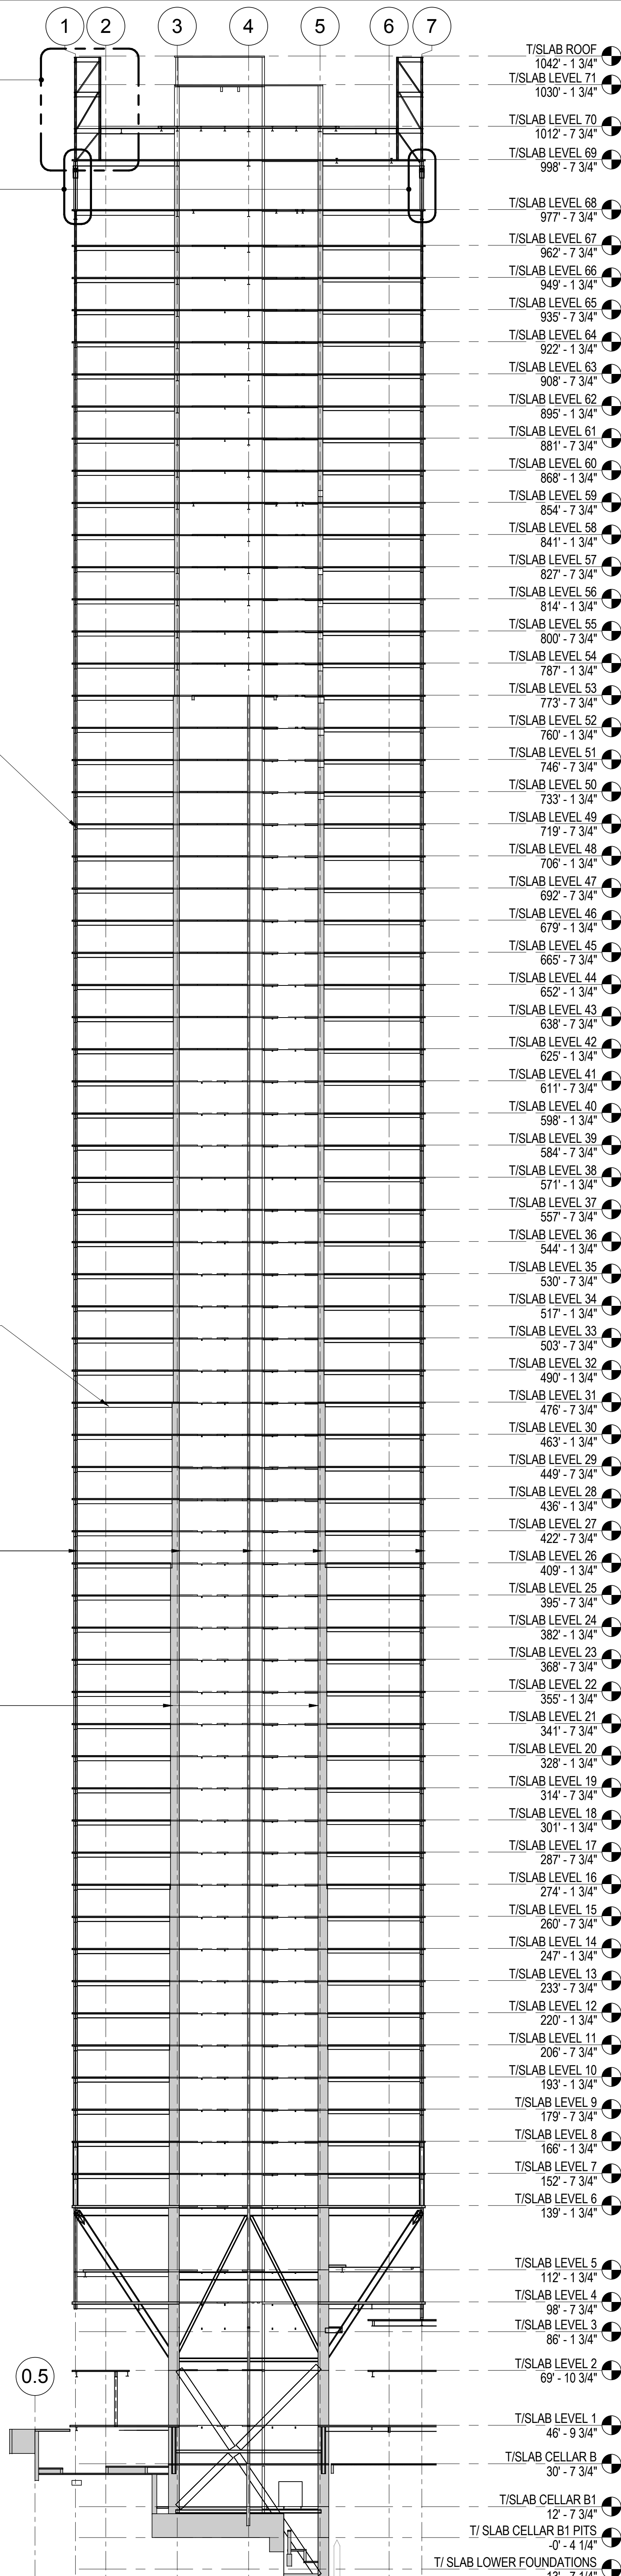 1 2 3 4 5 6 7
T/SLAB ROOF
1042' - 1 3/4"
T/SLAB LEVEL 71
1030' - 1 3/4"
T/SLAB LEVEL 70
1012' - 7 3/4"
T/SLAB LEVEL 69
998' - 7 3/4"
T/SLAB LEVEL 68
977' - 7 3/4"
T/SLAB LEVEL 67
962' - 7 3/4"
T/SLAB LEVEL 66
949' - 1 3/4"
T/SLAB LEVEL 65
935' - 7 3/4"
T/SLAB LEVEL 64
922' - 1 3/4"
T/SLAB LEVEL 63
908' - 7 3/4"
T/SLAB LEVEL 62
895' - 1 3/4"
T/SLAB LEVEL 61
881' - 7 3/4"
T/SLAB LEVEL 60
868' - 1 3/4"
T/SLAB LEVEL 59
854' - 7 3/4"
T/SLAB LEVEL 58
841' - 1 3/4"
T/SLAB LEVEL 57
827' - 7 3/4"
T/SLAB LEVEL 56
814' - 1 3/4"
T/SLAB LEVEL 55
800' - 7 3/4"
T/SLAB LEVEL 54
787' - 1 3/4"
T/SLAB LEVEL 53
773' - 7 3/4"
T/SLAB LEVEL 52
760' - 1 3/4"
T/SLAB LEVEL 51
746' - 7 3/4"
T/SLAB LEVEL 50
733' - 1 3/4"
T/SLAB LEVEL 49
719' - 7 3/4"
T/SLAB LEVEL 48
706' - 1 3/4"
T/SLAB LEVEL 47
692' - 7 3/4"
T/SLAB LEVEL 46
679' - 1 3/4"
T/SLAB LEVEL 45
665' - 7 3/4"
T/SLAB LEVEL 44
652' - 1 3/4"
T/SLAB LEVEL 43
638' - 7 3/4"
T/SLAB LEVEL 42
625' - 1 3/4"
T/SLAB LEVEL 41
611' - 7 3/4"
T/SLAB LEVEL 40
598' - 1 3/4"
T/SLAB LEVEL 39
584' - 7 3/4"
T/SLAB LEVEL 38
571' - 1 3/4"
T/SLAB LEVEL 37
557' - 7 3/4"
T/SLAB LEVEL 36
544' - 1 3/4"
T/SLAB LEVEL 35
530' - 7 3/4"
T/SLAB LEVEL 34
517' - 1 3/4"
T/SLAB LEVEL 33
503' - 7 3/4"
T/SLAB LEVEL 32
490' - 1 3/4"
T/SLAB LEVEL 31
476' - 7 3/4"
T/SLAB LEVEL 30
463' - 1 3/4"
T/SLAB LEVEL 29
449' - 7 3/4"
T/SLAB LEVEL 28
436' - 1 3/4"
T/SLAB LEVEL 27
422' - 7 3/4"
T/SLAB LEVEL 26
409' - 1 3/4"
T/SLAB LEVEL 25
395' - 7 3/4"
T/SLAB LEVEL 24
382' - 1 3/4"
T/SLAB LEVEL 23
368' - 7 3/4"
T/SLAB LEVEL 22
355' - 1 3/4"
T/SLAB LEVEL 21
341' - 7 3/4"
T/SLAB LEVEL 20
328' - 1 3/4"
T/SLAB LEVEL 19
314' - 7 3/4"
T/SLAB LEVEL 18
301' - 1 3/4"
T/SLAB LEVEL 17
287' - 7 3/4"
T/SLAB LEVEL 16
274' - 1 3/4"
T/SLAB LEVEL 15
260' - 7 3/4"
T/SLAB LEVEL 14
247' - 1 3/4"
T/SLAB LEVEL 13
233' - 7 3/4"
T/SLAB LEVEL 12
220' - 1 3/4"
T/SLAB LEVEL 11
206' - 7 3/4"
T/SLAB LEVEL 10
193' - 1 3/4"
T/SLAB LEVEL 9
179' - 7 3/4"
T/SLAB LEVEL 8
166' - 1 3/4"
T/SLAB LEVEL 7
152' - 7 3/4"
T/SLAB LEVEL 6
139' - 1 3/4"
T/SLAB LEVEL 5
112' - 1 3/4"
T/SLAB LEVEL 4
98' - 7 3/4"
T/SLAB LEVEL 3
86' - 1 3/4"
T/SLAB LEVEL 2
69' - 10 3/4"
0.5
T/SLAB LEVEL 1
46' - 9 3/4"
T/SLAB CELLAR B
30' - 7 3/4"
T/SLAB CELLAR B1
12' - 7 3/4"
T/ SLAB CELLAR B1 PITS
-0' - 4 1/4"
T/ SLAB LOWER FOUNDATIONS